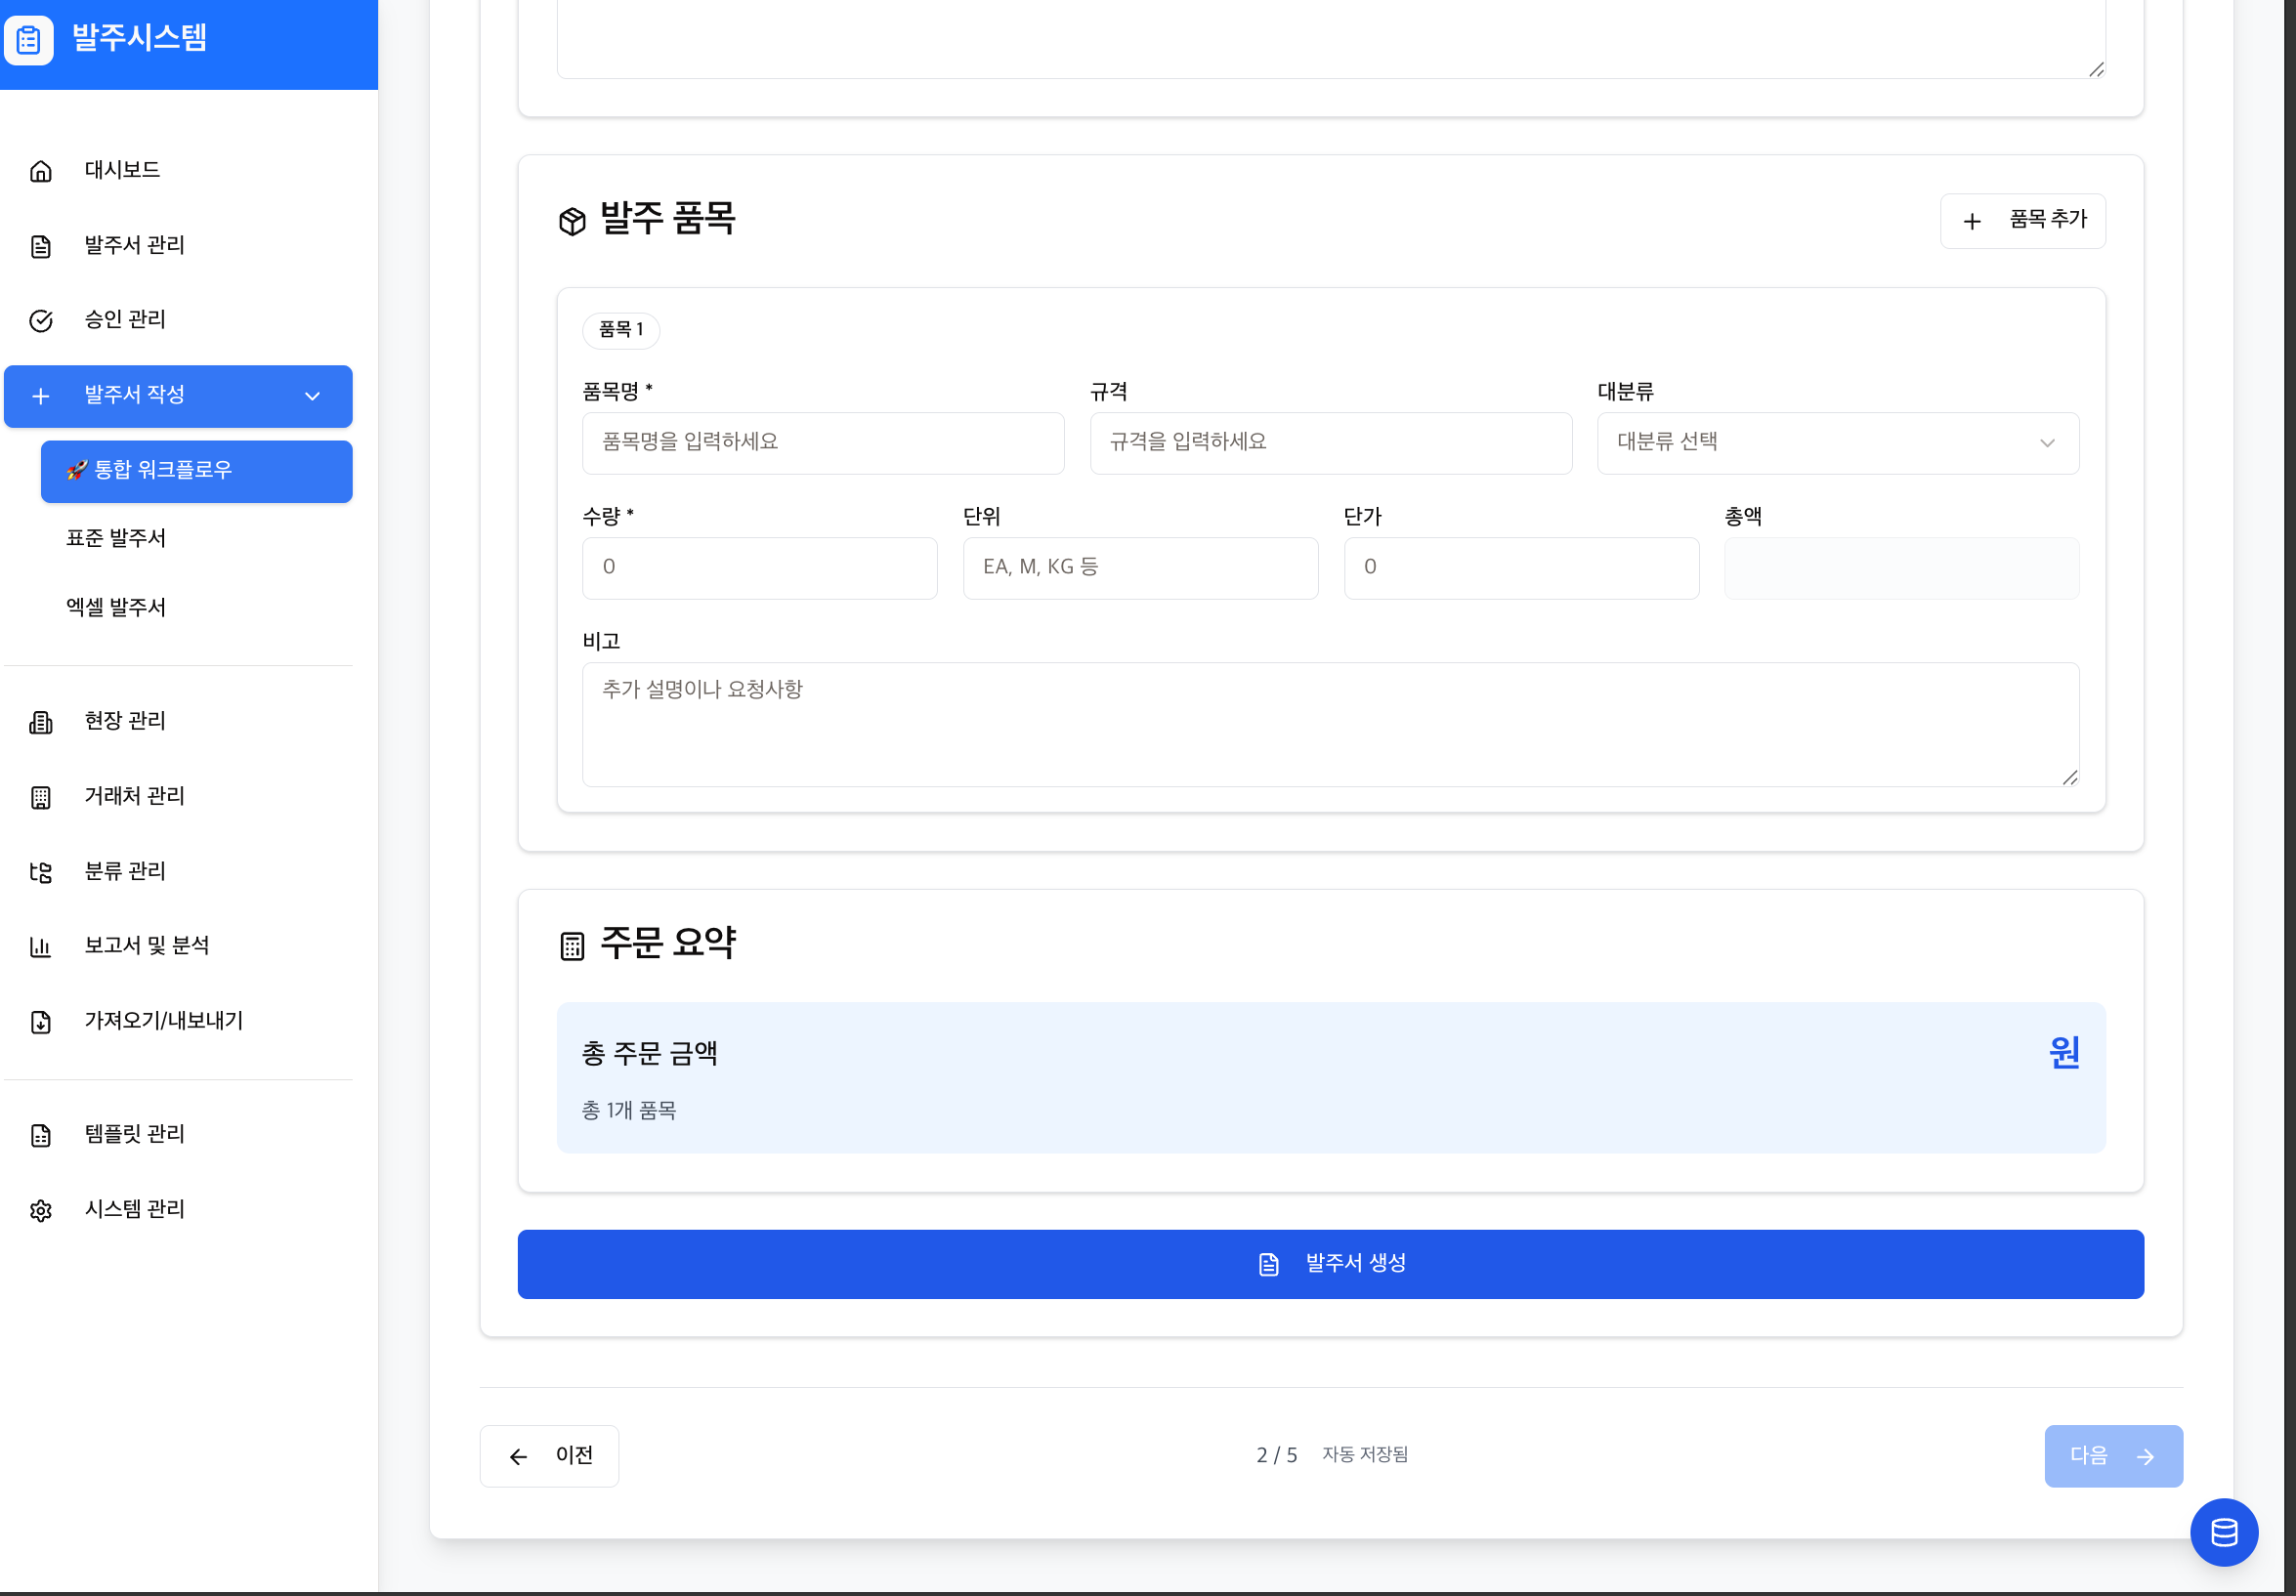 발주시스템
대시보드
발주서 관리
승인 관리
발주서 작성
🚀 통합 워크플로우
표준 발주서
엑셀 발주서
현장 관리
거래처 관리
분류 관리
보고서 및 분석
가져오기/내보내기
템플릿 관리
시스템 관리
발주 품목
품목 추가
품목 1
품목명 * 규격 대분류
품목명을 입력하세요 규격을 입력하세요 대분류 선택
수량 * 단위 단가 총액
0 EA, M, KG 등 0
비고
추가 설명이나 요청사항
주문 요약
총 주문 금액 원
총 1개 품목
발주서 생성
이전 2 / 5 자동 저장됨 다음